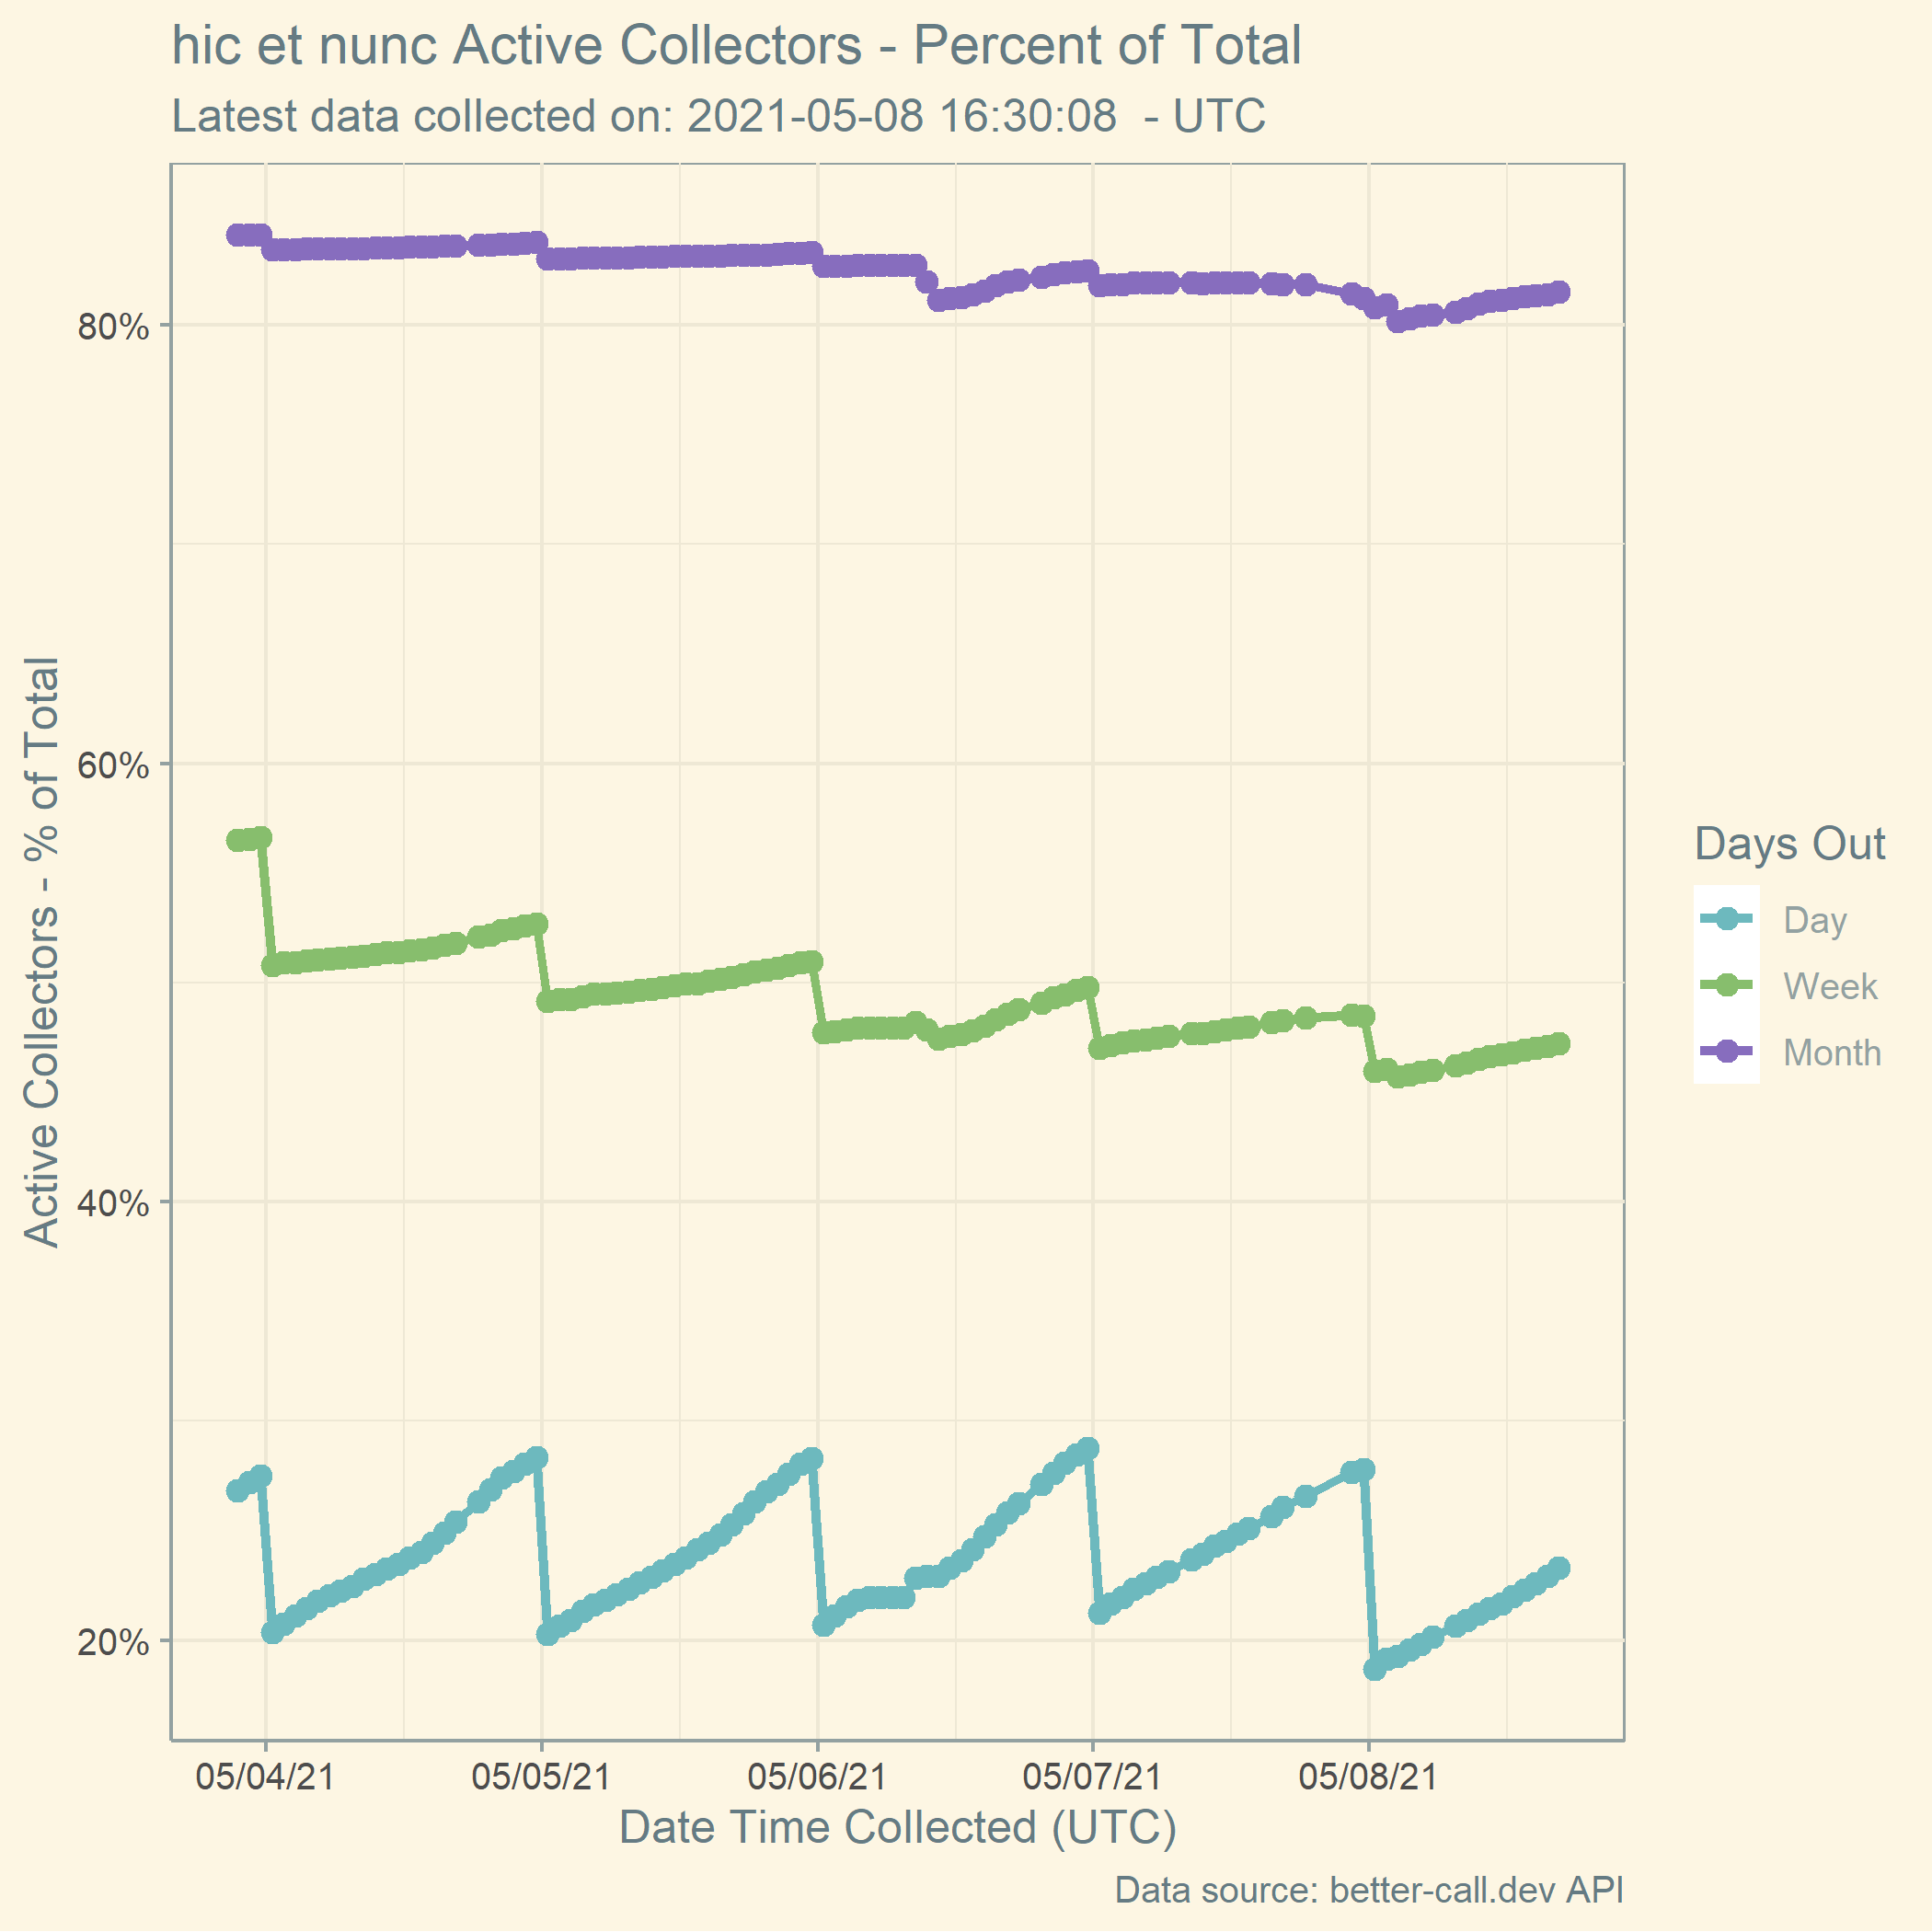 hic et nunc Active Collectors - Percent of Total
Latest data collected on: 2021-05-08 16:30:08  - UTC
Active Collectors - % of Total
80%
60%
40%
20%
05/04/21 05/05/21 05/06/21 05/07/21 05/08/21
Date Time Collected (UTC)
Days Out
Day
Week
Month
Data source: better-call.dev API